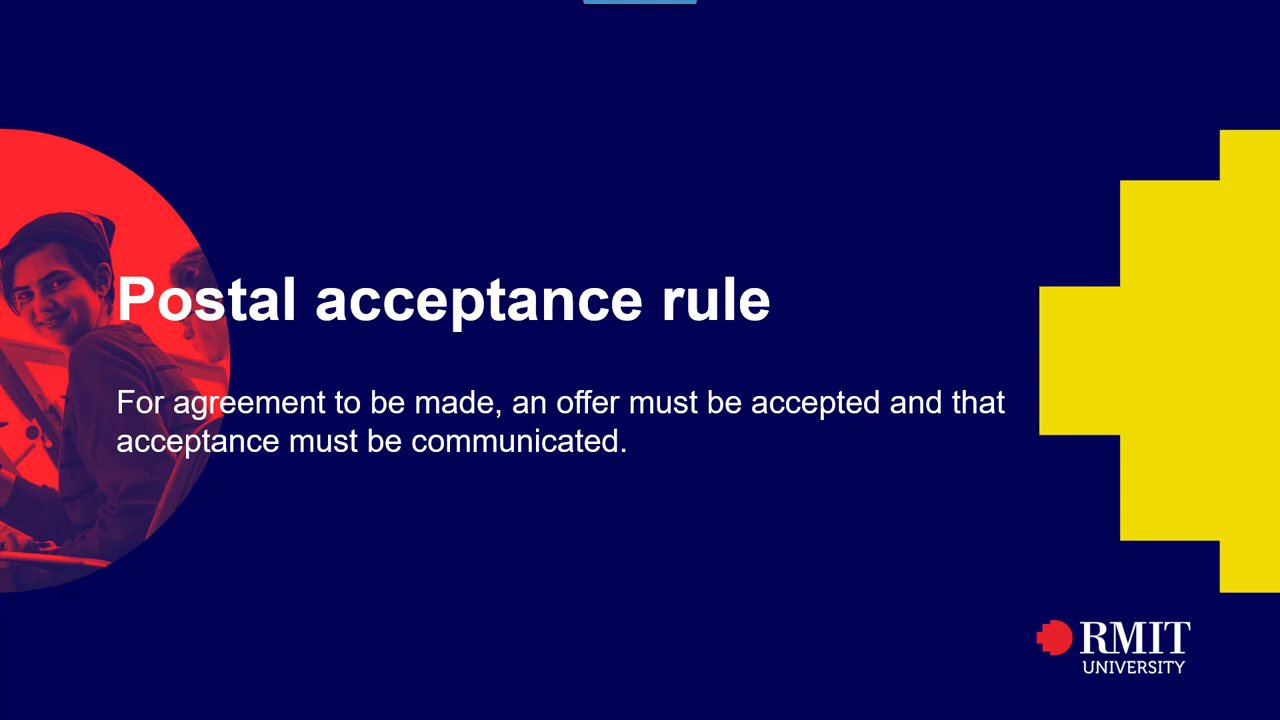 Postal acceptance rule
For agreement to be made, an offer must be accepted and that
acceptance must be communicated.
RMIT
UNIVERSITY